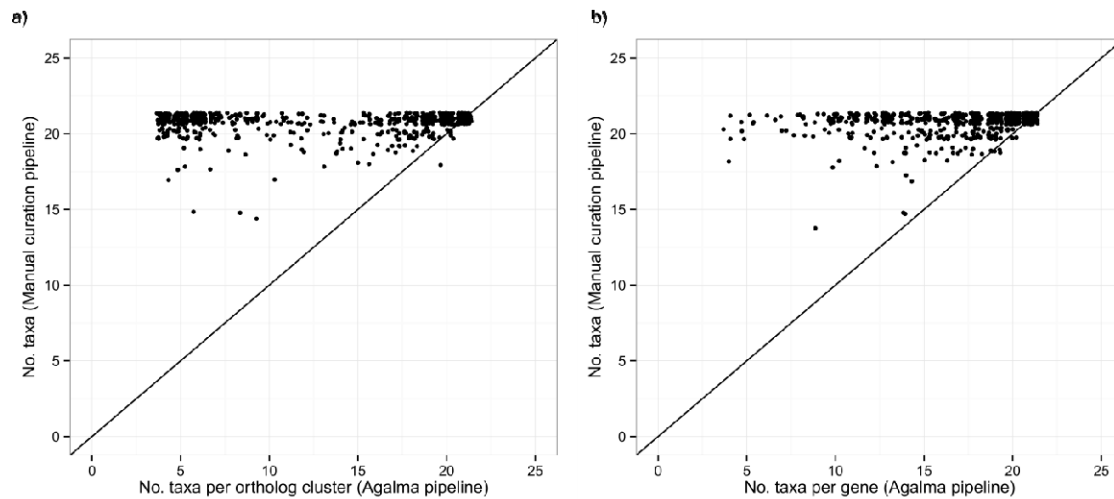 a)
No. taxa (Manual curation pipeline)
25
20
15
10
5
0
0 5 10 15 20 25
No. taxa per ortholog cluster (Agalma pipeline)
b)
No. taxa (Manual curation pipeline)
25
20
15
10
5
0
0 5 10 15 20 25
No. taxa per gene (Agalma pipeline)